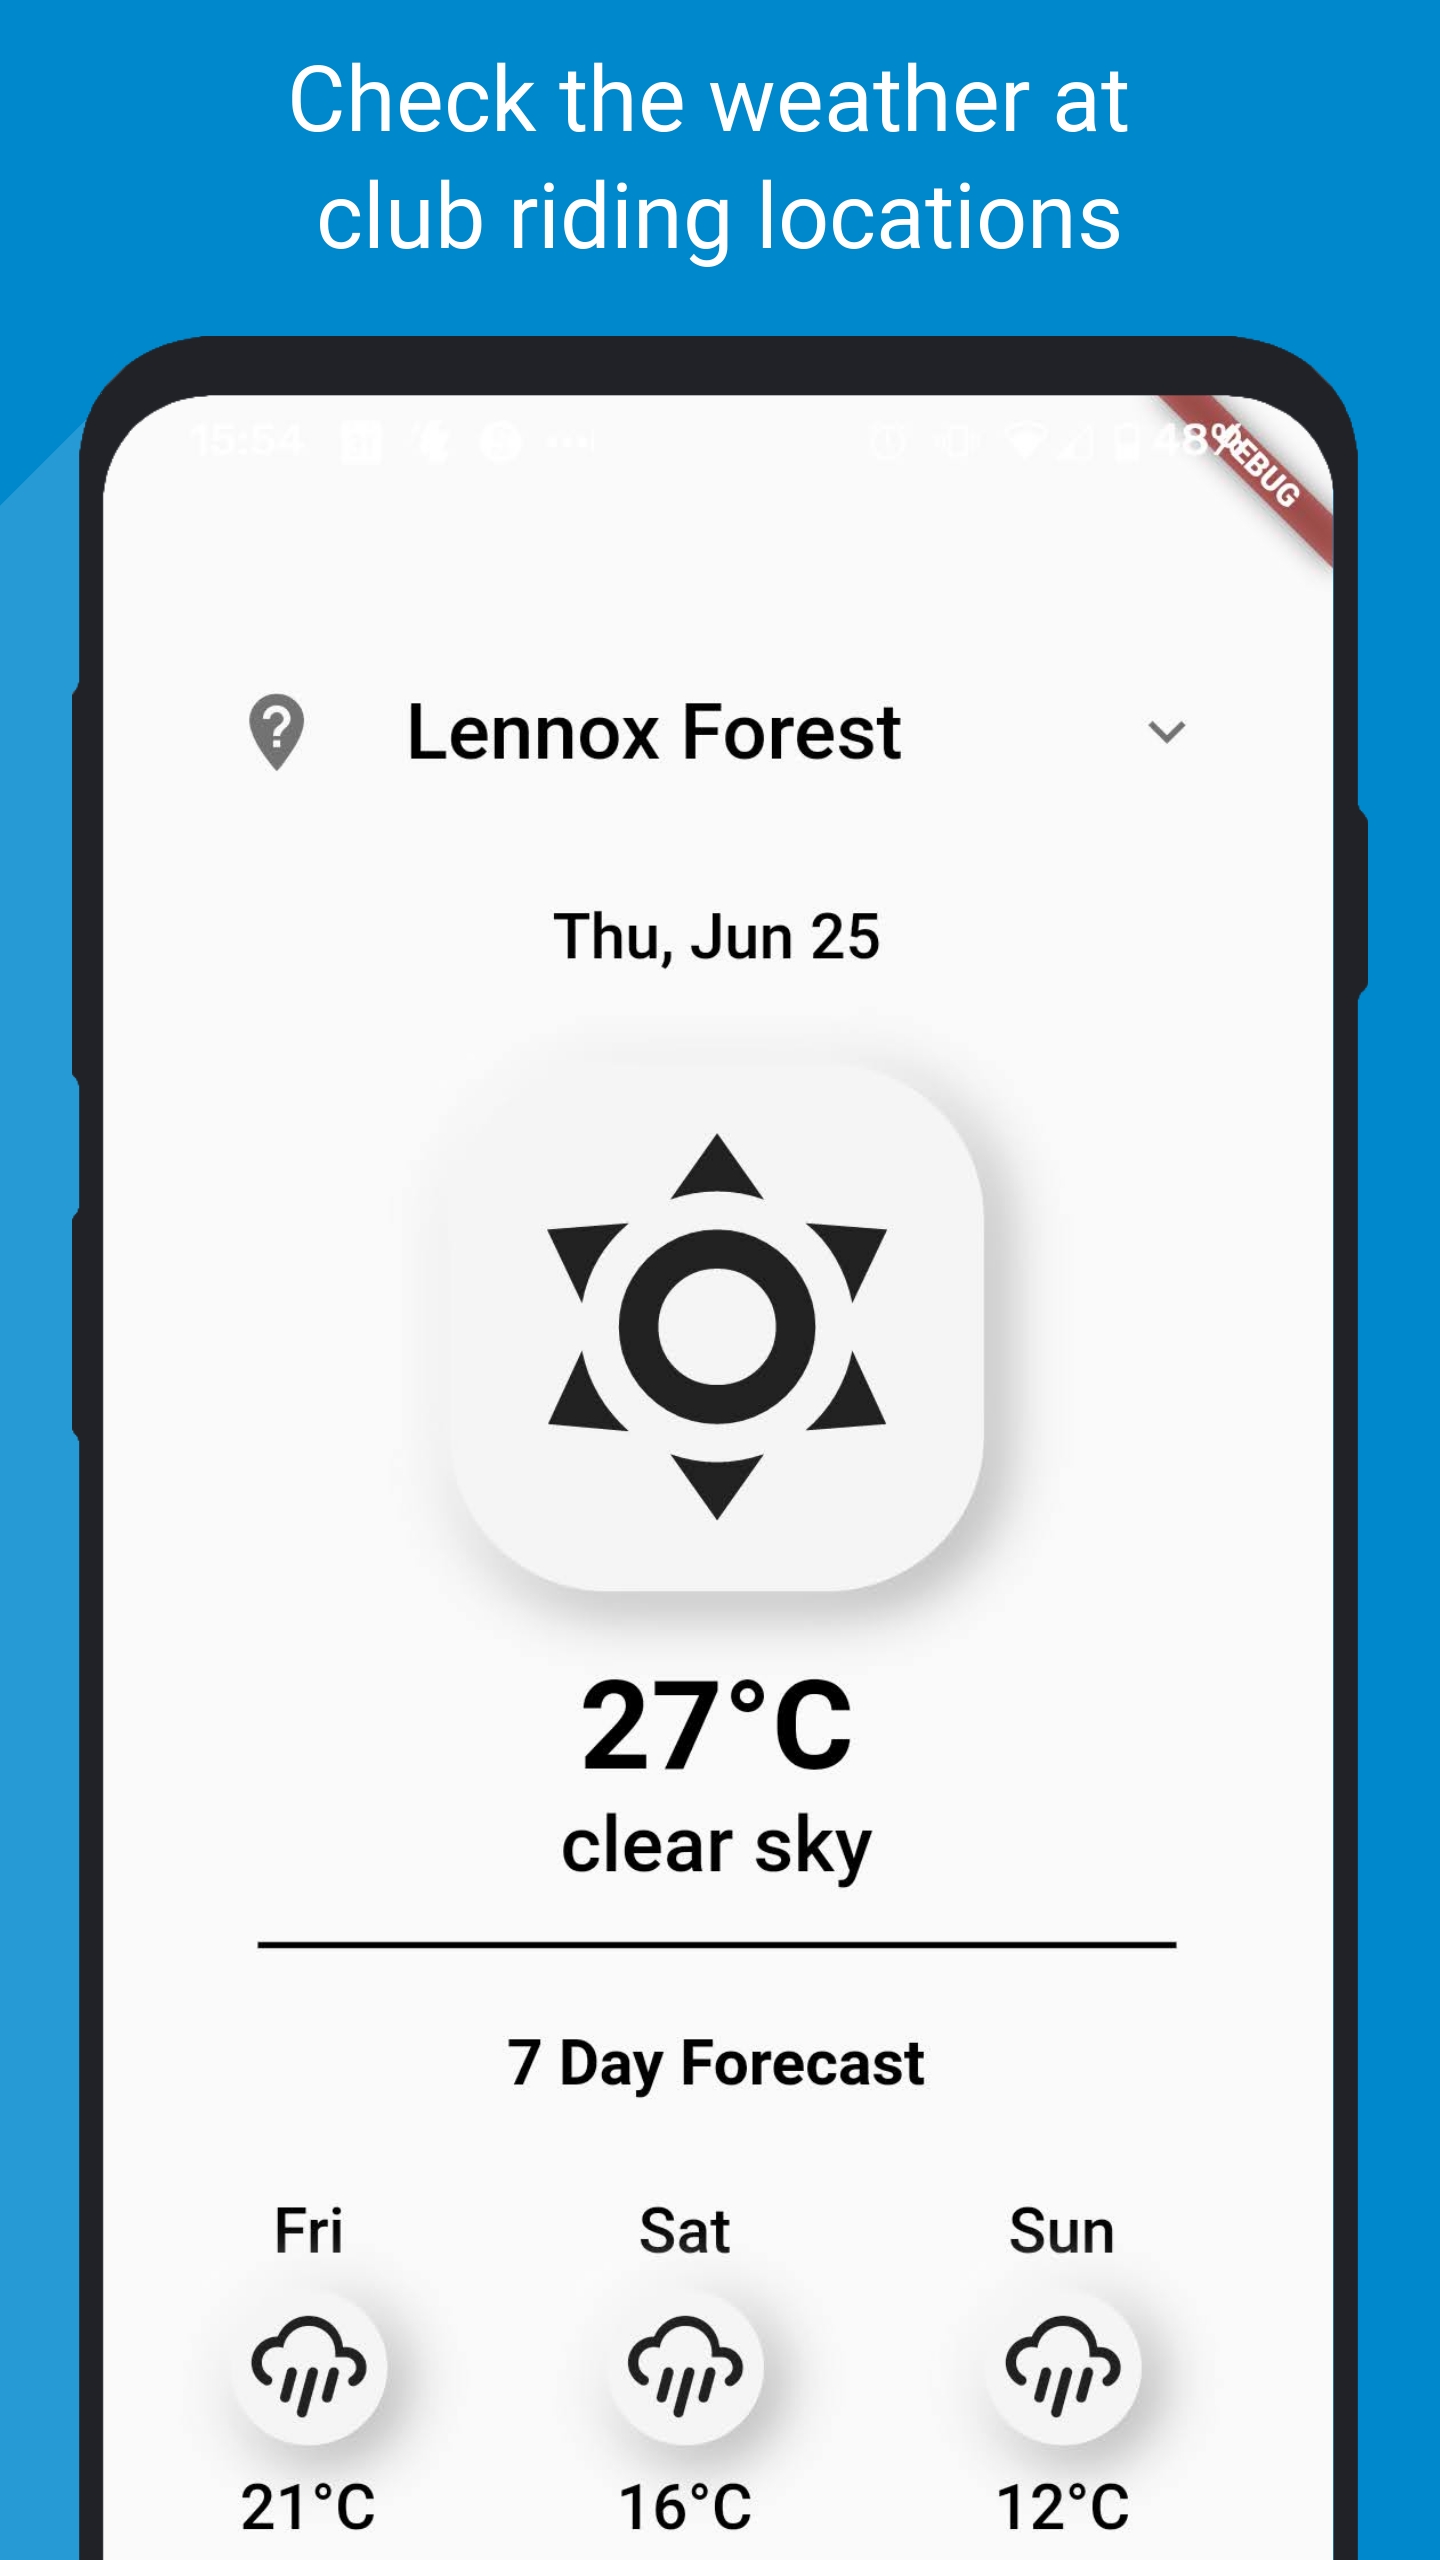 Check the weather at
club riding locations
15:54
48%
DEBUG
Lennox Forest
Thu, Jun 25
27°C
clear sky
7 Day Forecast
Fri Sat Sun
21°C 16°C 12°C